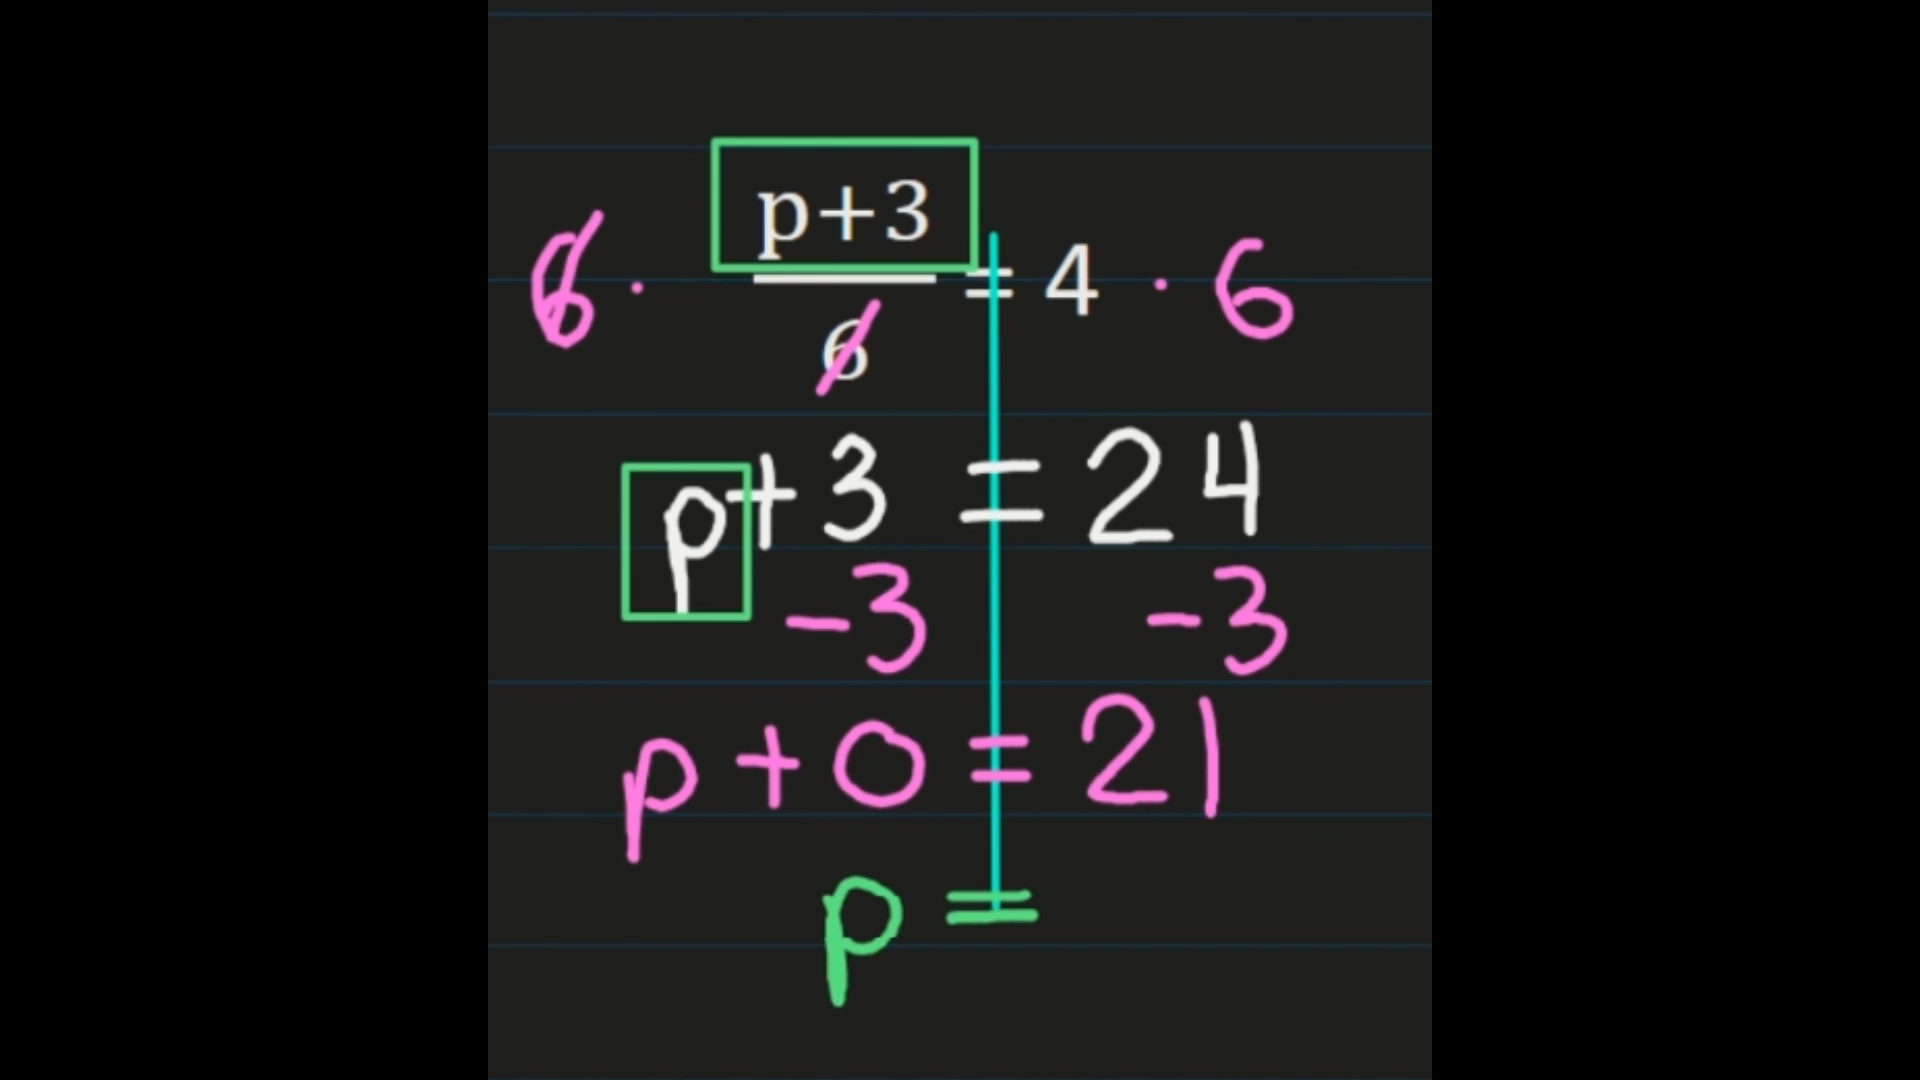 p+3
6 · = 4 · 6
6
p+3 = 24
-3 -3
p+0 = 21
p =